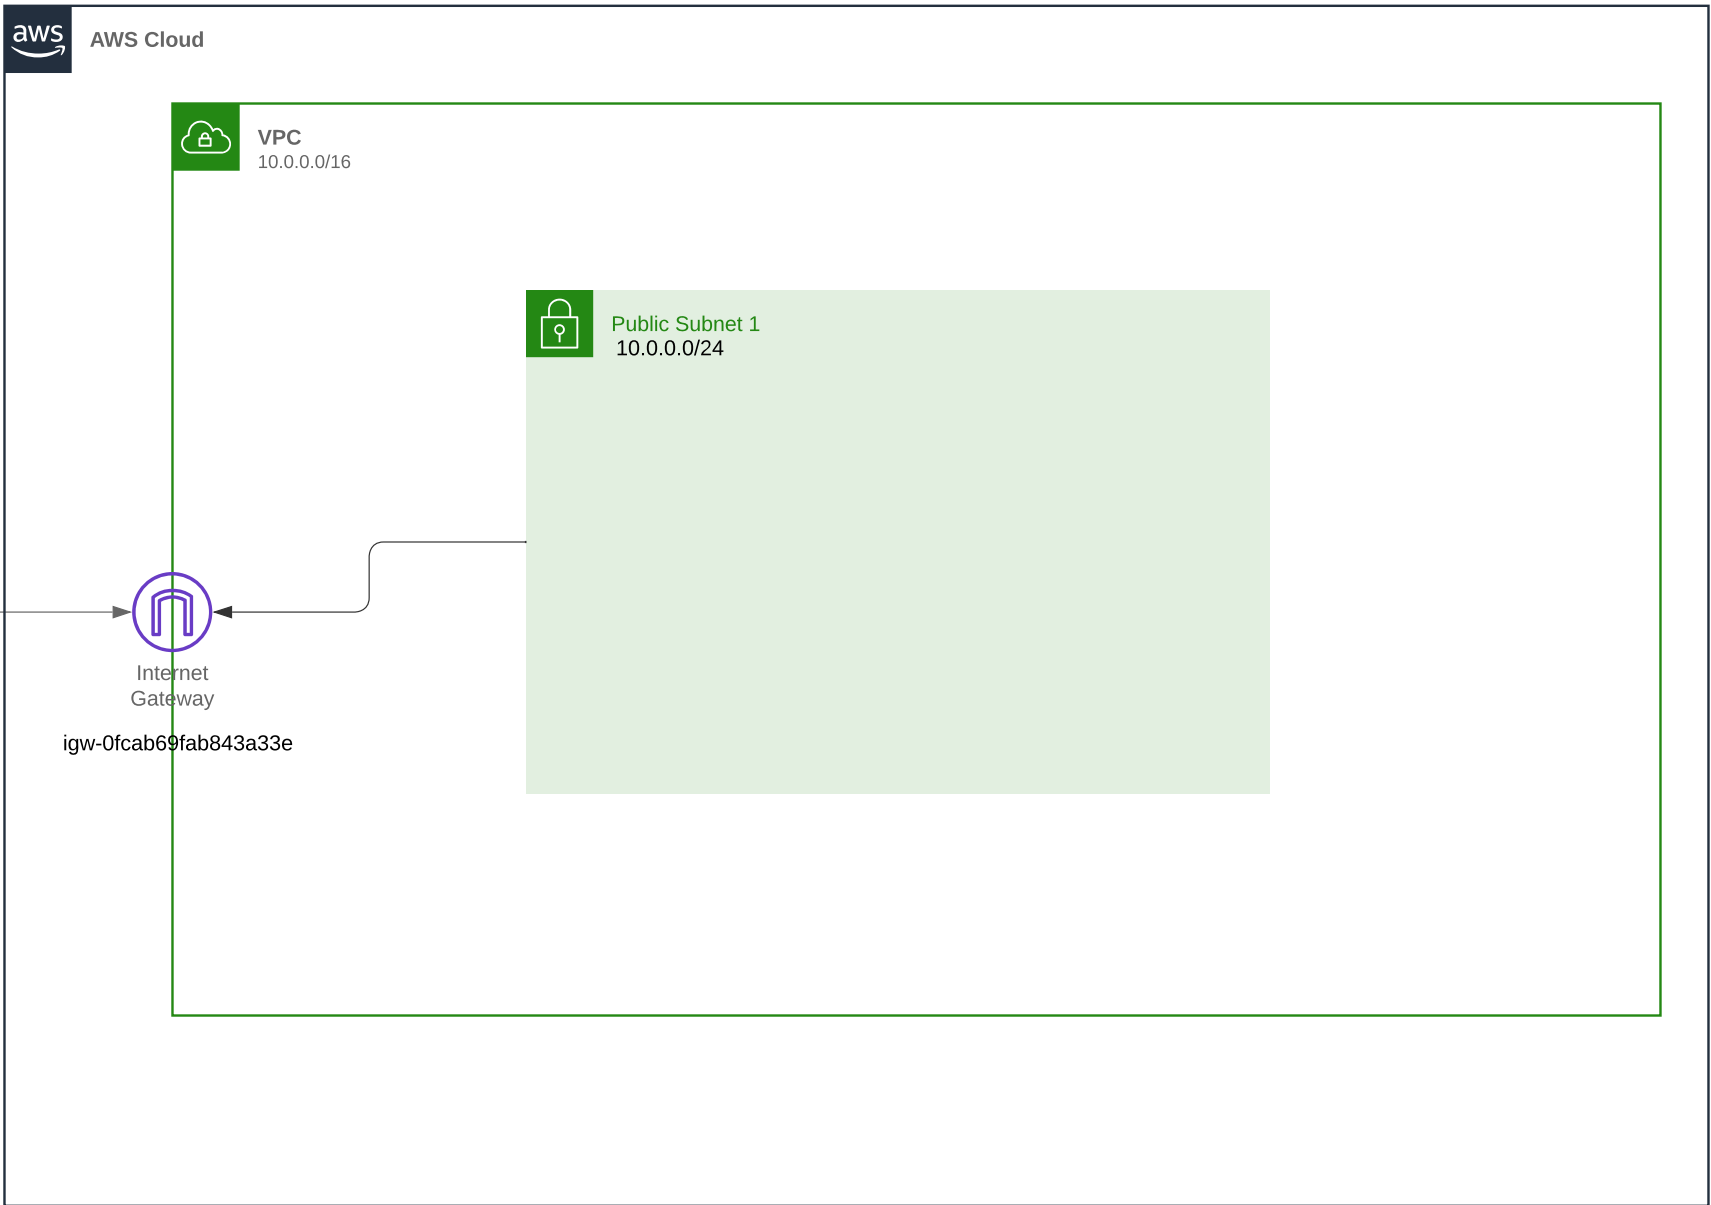 aws
AWS Cloud
VPC
10.0.0.0/16
Public Subnet 1
10.0.0.0/24
Internet
Gateway
igw-0fcab69fab843a33e